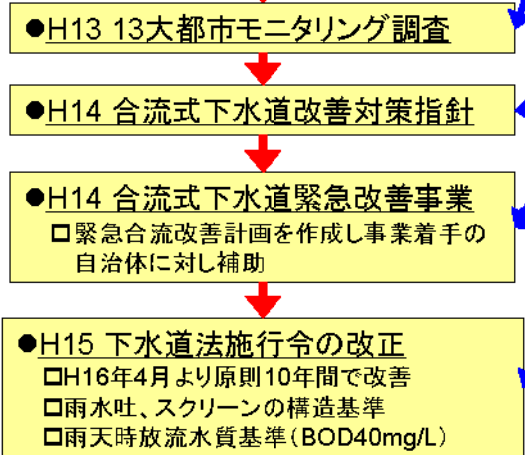 ●H13 13大都市モニタリング調査
●H14 合流式下水道改善対策指針
●H14 合流式下水道緊急改善事業
□緊急合流改善計画を作成し事業着手の
自治体に対し補助
●H15 下水道法施行令の改正
□H16年4月より原則10年間で改善
□雨水吐、スクリーンの構造基準
□雨天時放流水質基準（BOD40mg/L）